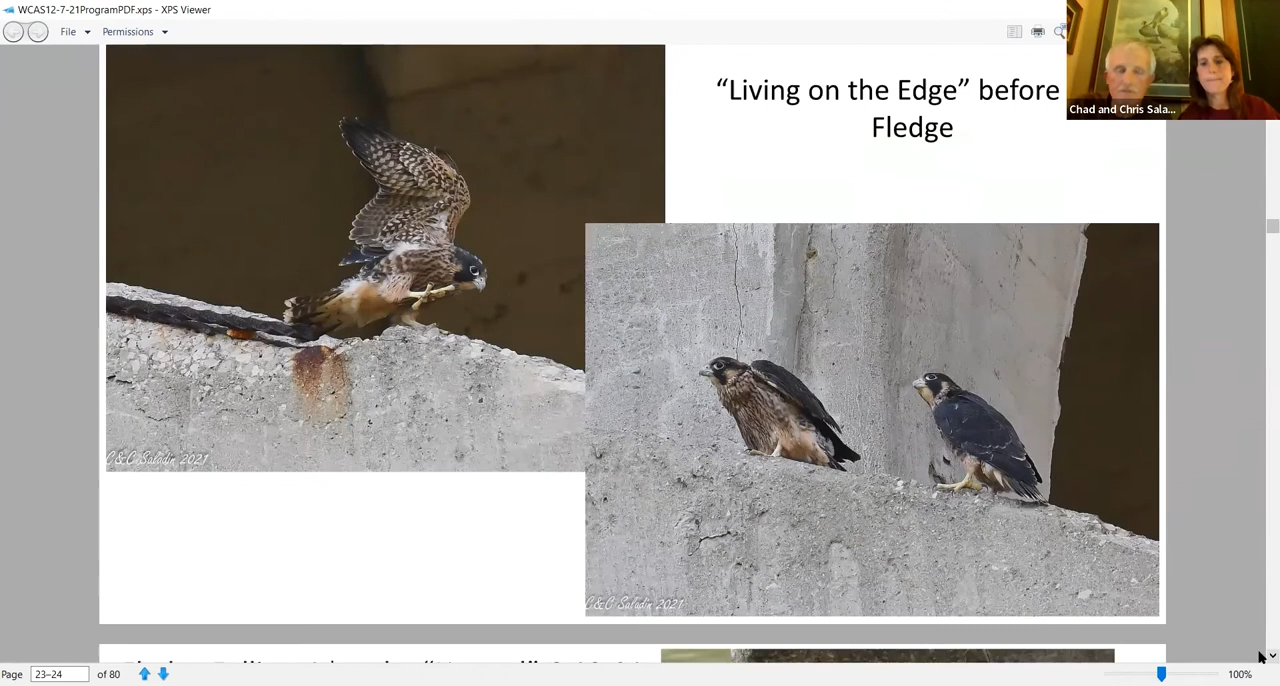 WCAS12-7-21ProgramPDF.xps - XPS Viewer
File
Permissions
“Living on the Edge” before
Fledge
Chad and Chris Sala...
C&C Saladin 2021
C&C Saladin 2021
Page
23–24
of 80
100%